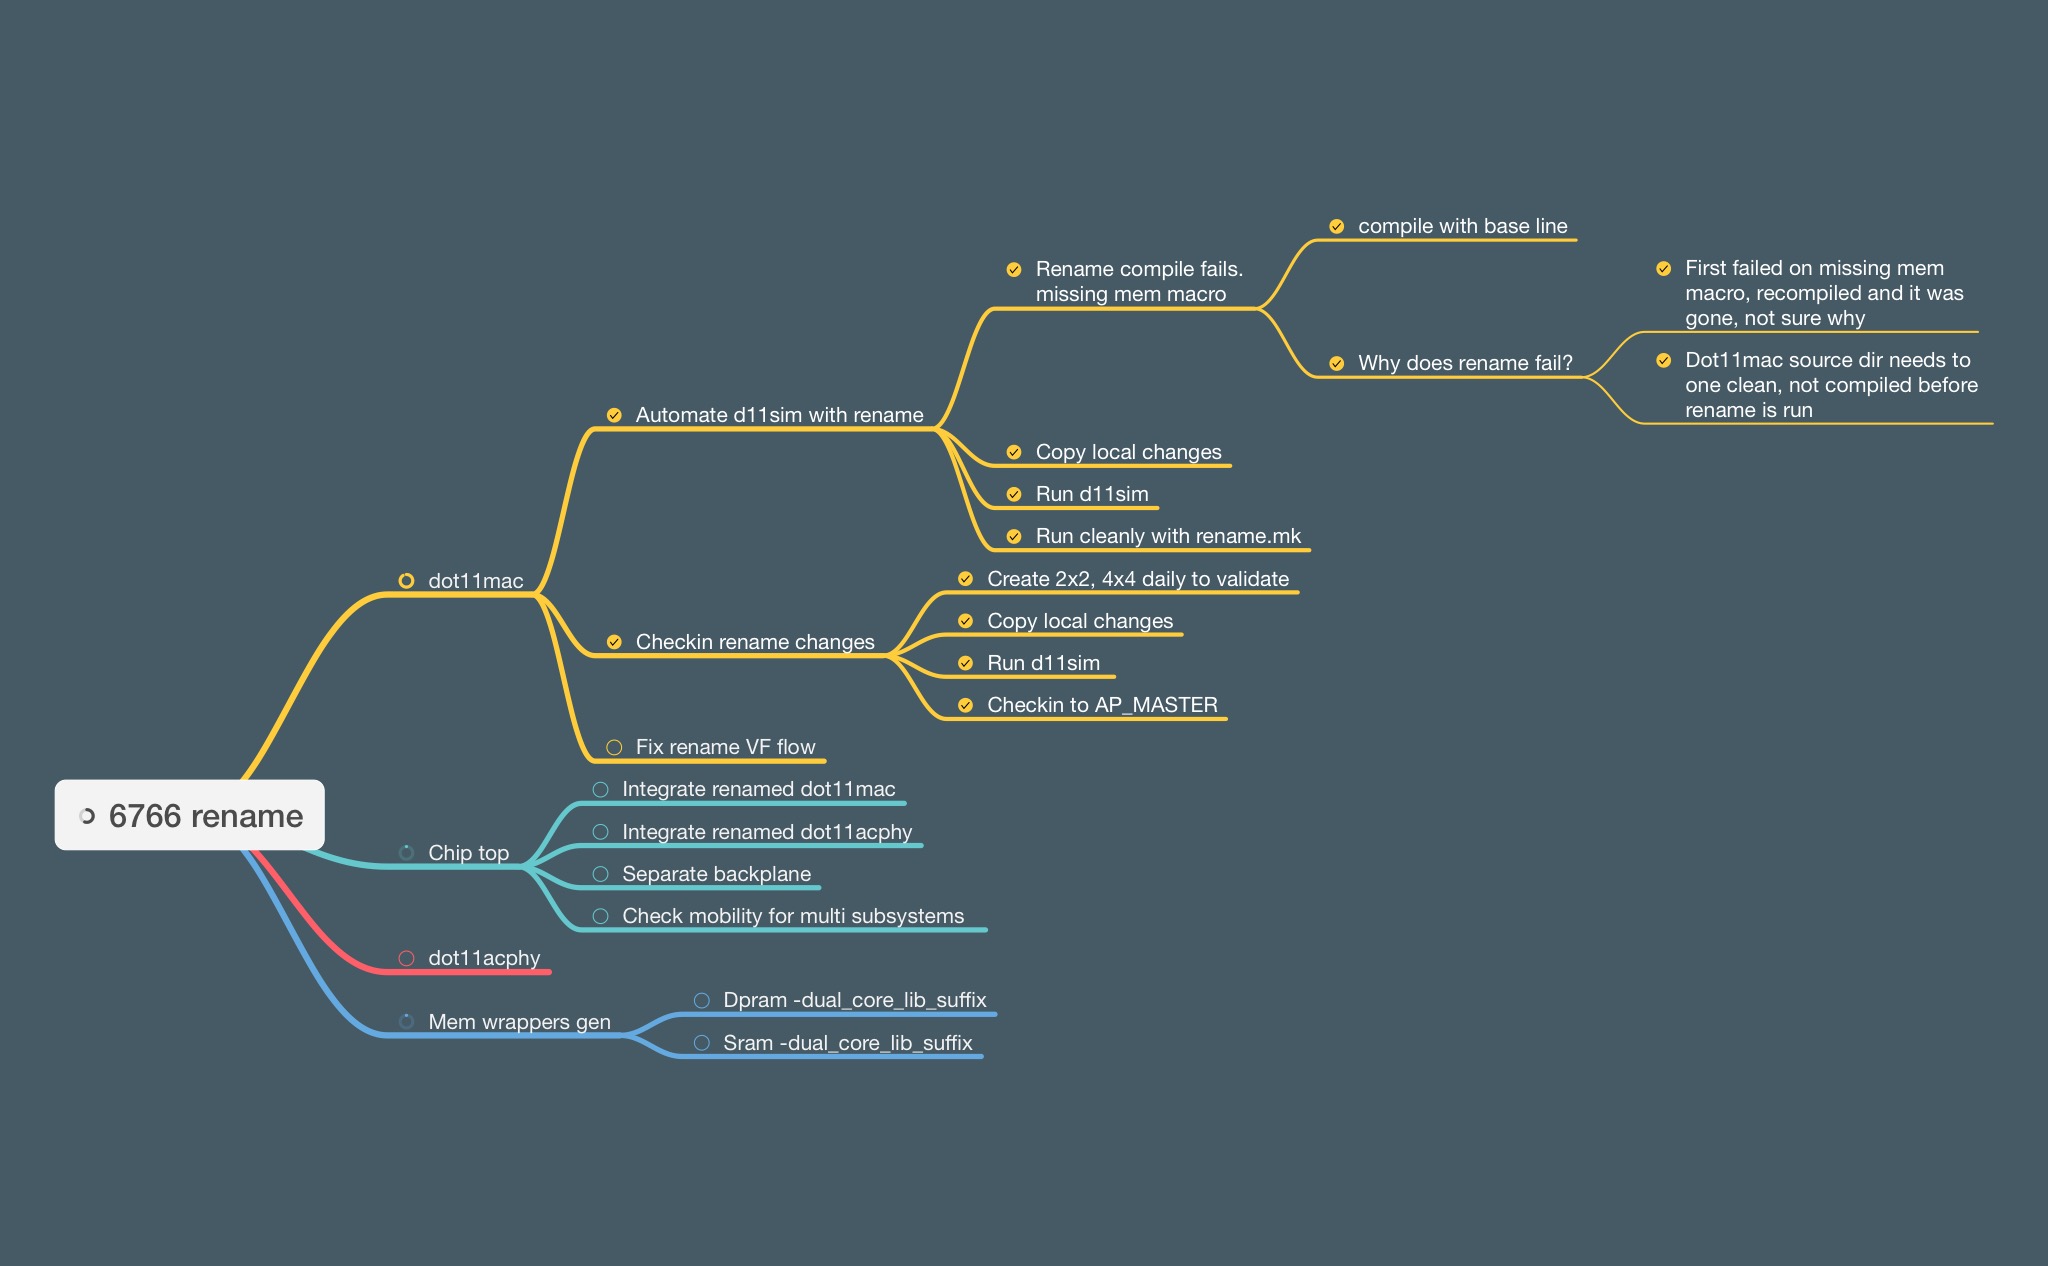 6766 rename
dot11mac
Automate d11sim with rename
Rename compile fails.
missing mem macro
compile with base line
Why does rename fail?
First failed on missing mem
macro, recompiled and it was
gone, not sure why
Dot11mac source dir needs to
one clean, not compiled before
rename is run
Copy local changes
Run d11sim
Run cleanly with rename.mk
Checkin rename changes
Create 2x2, 4x4 daily to validate
Copy local changes
Run d11sim
Checkin to AP_MASTER
Fix rename VF flow
Chip top
Integrate renamed dot11mac
Integrate renamed dot11acphy
Separate backplane
Check mobility for multi subsystems
dot11acphy
Mem wrappers gen
Dpram -dual_core_lib_suffix
Sram -dual_core_lib_suffix